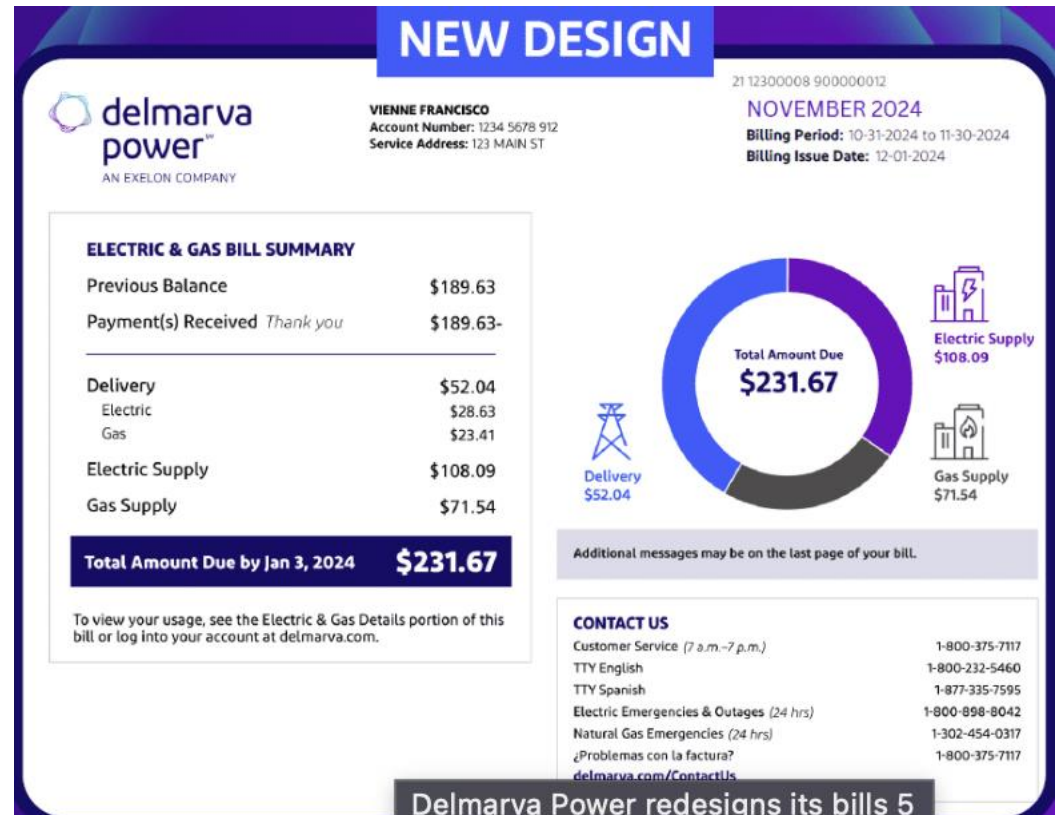 NEW DESIGN
delmarva
power℠
AN EXELON COMPANY
VIENNE FRANCISCO
Account Number: 1234 5678 912
Service Address: 123 MAIN ST
21 12300008 900000012
NOVEMBER 2024
Billing Period: 10-31-2024 to 11-30-2024
Billing Issue Date: 12-01-2024
ELECTRIC & GAS BILL SUMMARY
Previous Balance $189.63
Payment(s) Received Thank you $189.63-
Delivery $52.04
Electric $28.63
Gas $23.41
Electric Supply $108.09
Gas Supply $71.54
Total Amount Due by Jan 3, 2024 $231.67
To view your usage, see the Electric & Gas Details portion of this
bill or log into your account at delmarva.com.
Total Amount Due
$231.67
Electric Supply
$108.09
Delivery
$52.04
Gas Supply
$71.54
Additional messages may be on the last page of your bill.
CONTACT US
Customer Service (7 a.m.–7 p.m.) 1-800-375-7117
TTY English 1-800-232-5460
TTY Spanish 1-877-335-7595
Electric Emergencies & Outages (24 hrs) 1-800-898-8042
Natural Gas Emergencies (24 hrs) 1-302-454-0317
¿Problemas con la factura? 1-800-375-7117
delmarva.com/ContactUs
Delmarva Power redesigns its bills 5